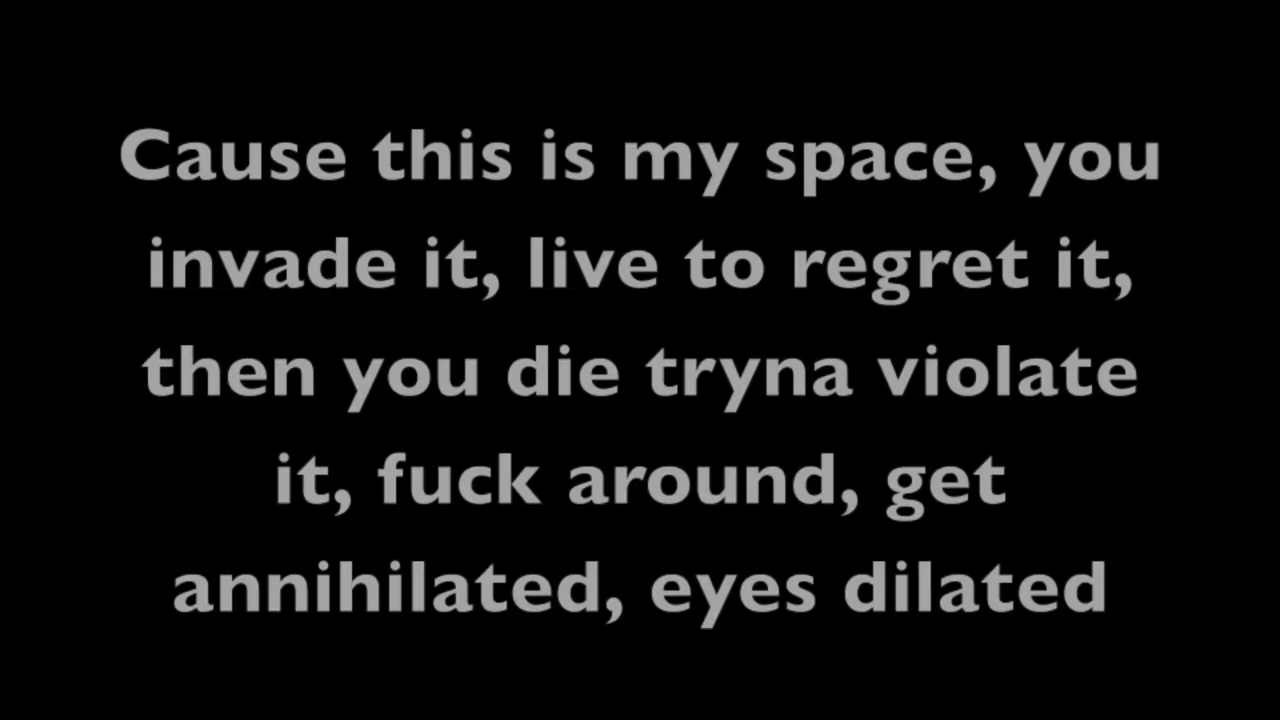 Cause this is my space, you
invade it, live to regret it,
then you die tryna violate
it, fuck around, get
annihilated, eyes dilated